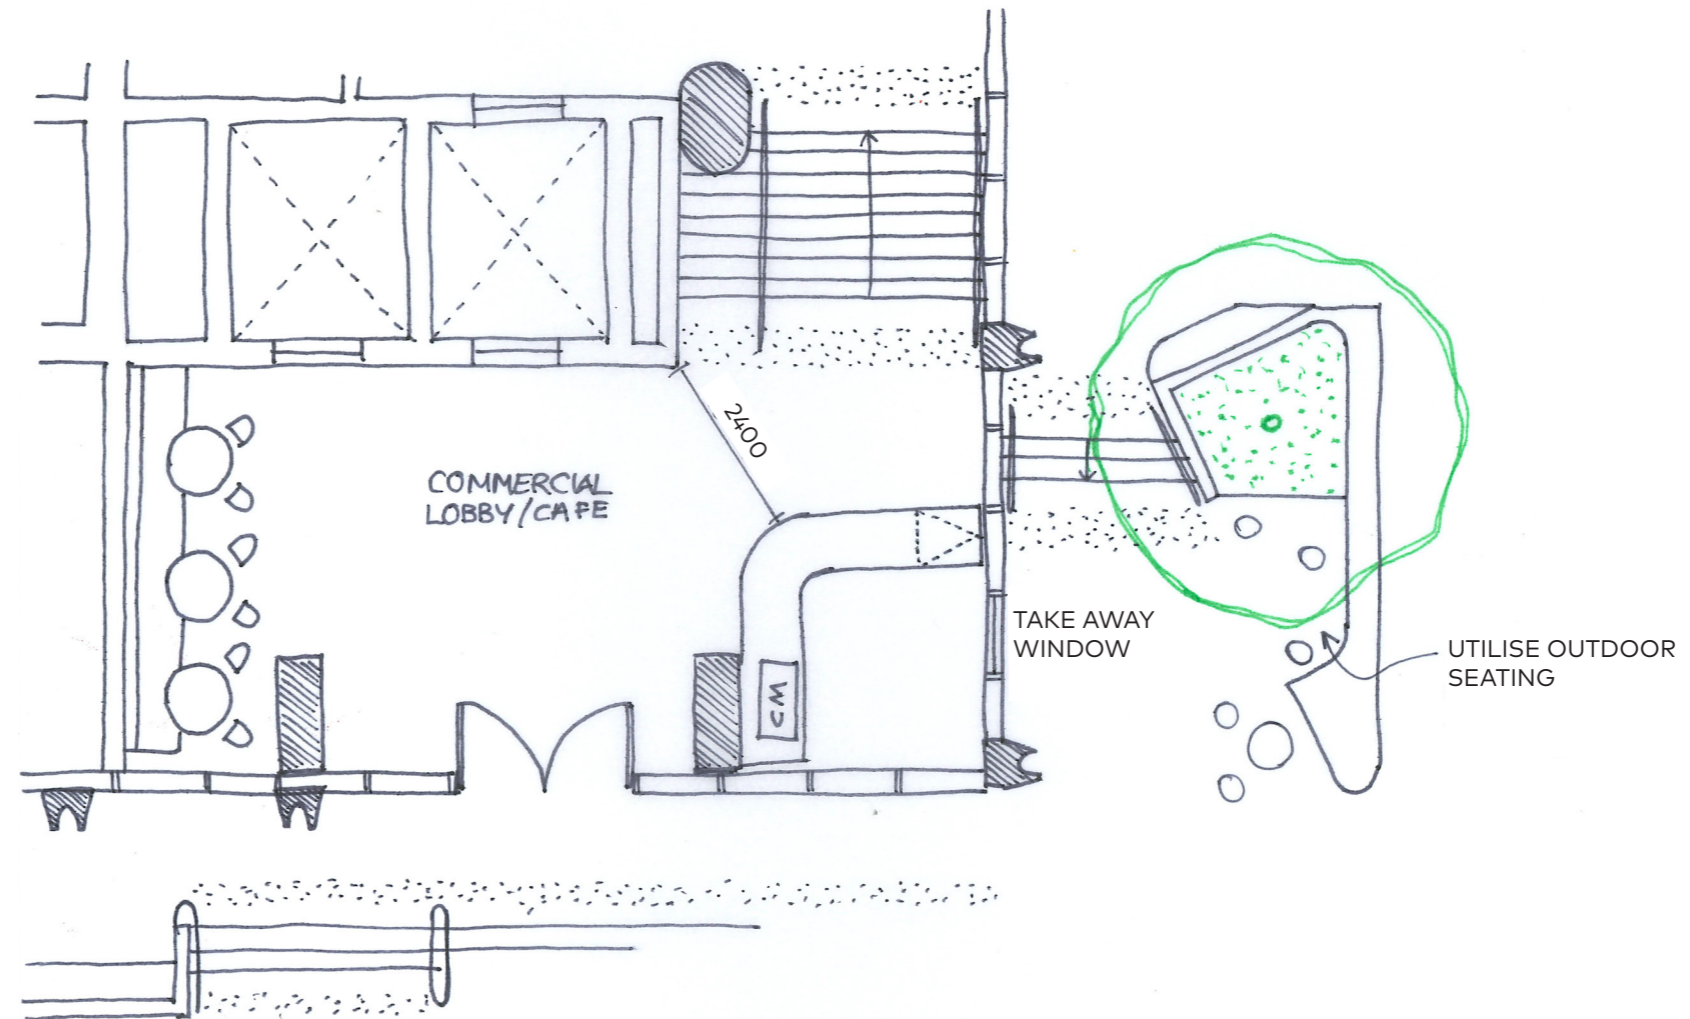 2400
COMMERCIAL
LOBBY/CAFE
TAKE AWAY
WINDOW
UTILISE OUTDOOR
SEATING
CM